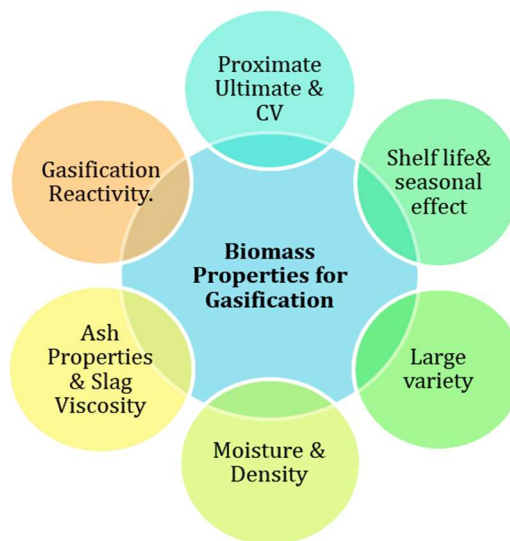 Proximate
Ultimate &
CV
Shelf life&
seasonal
effect
Large
variety
Moisture &
Density
Ash
Properties
& Slag
Viscosity
Gasification
Reactivity.
Biomass
Properties for
Gasification